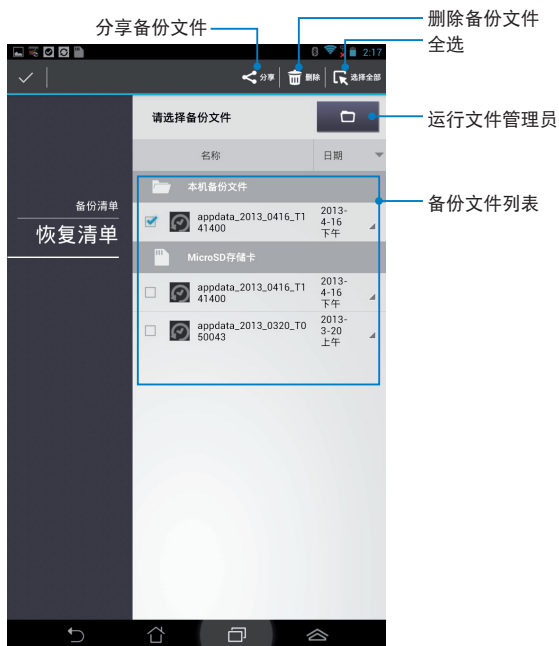 分享备份文件
删除备份文件
全选
2:17
分享
删除
选择全部
请选择备份文件
运行文件管理员
名称
日期
本机备份文件
备份文件列表
备份清单
恢复清单
appdata_2013_0416_T1
41400
2013-
4-16
下午
MicroSD存储卡
appdata_2013_0416_T1
41400
2013-
4-16
下午
appdata_2013_0320_T0
50043
2013-
3-20
上午